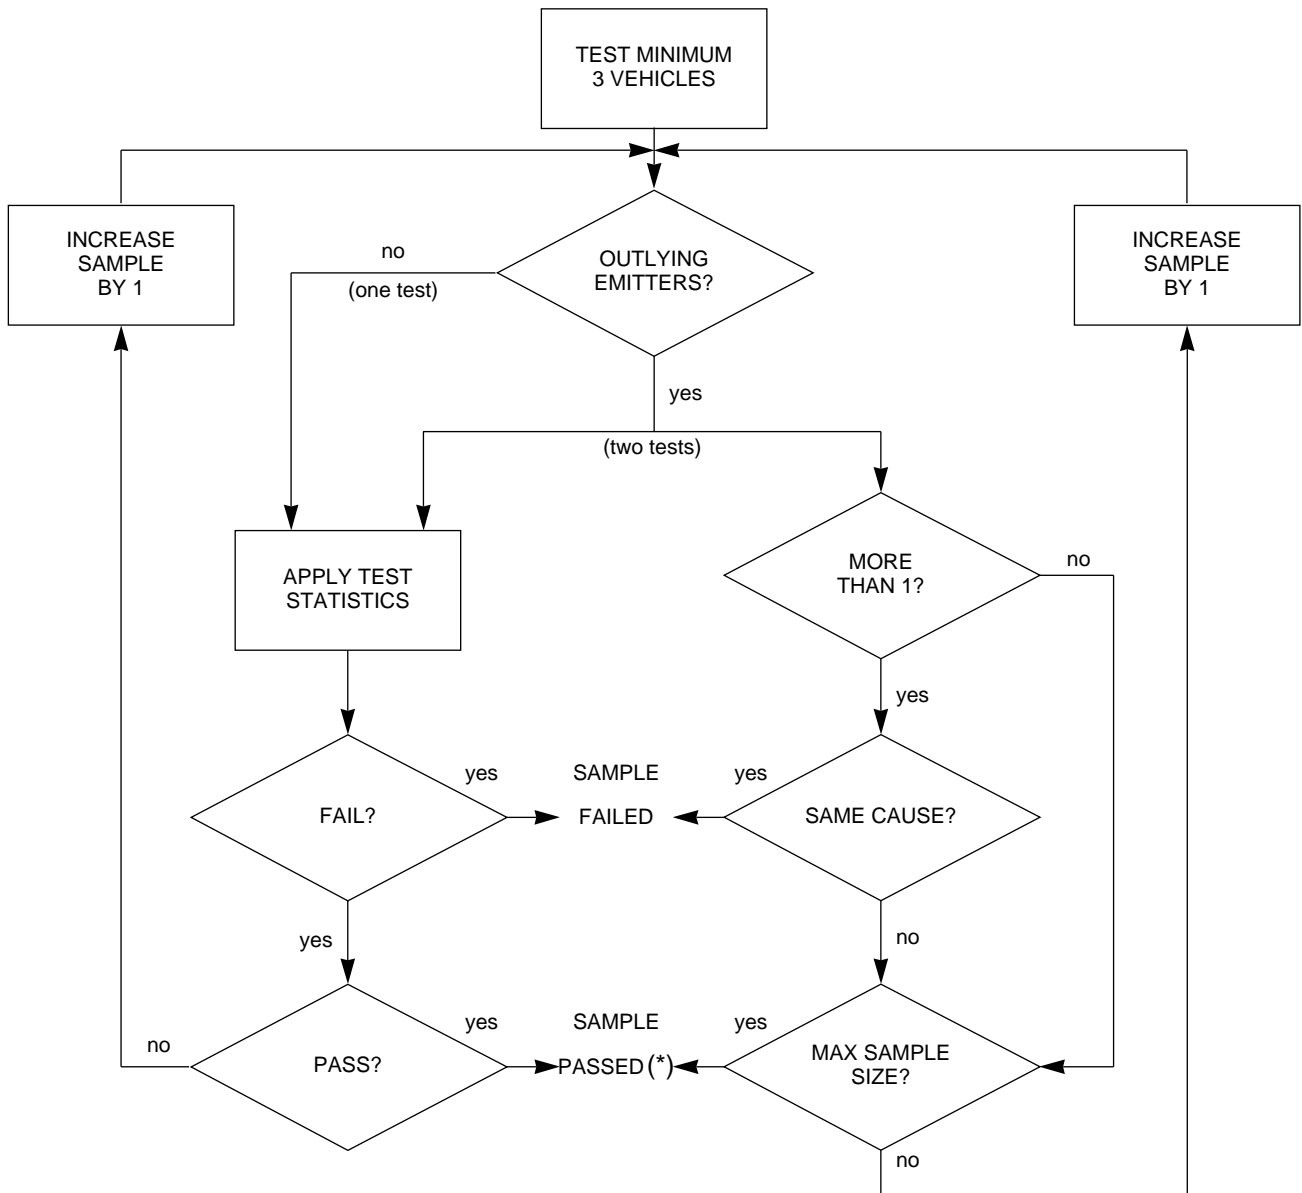 TEST MINIMUM
3 VEHICLES
INCREASE
SAMPLE
BY 1
no
(one test)
OUTLYING
EMITTERS?
INCREASE
SAMPLE
BY 1
yes
(two tests)
APPLY TEST
STATISTICS
MORE
THAN 1?
no
yes
FAIL?
yes
SAMPLE
FAILED
yes
SAME CAUSE?
yes
no
no
PASS?
yes
SAMPLE
PASSED (*)
yes
MAX SAMPLE
SIZE?
no